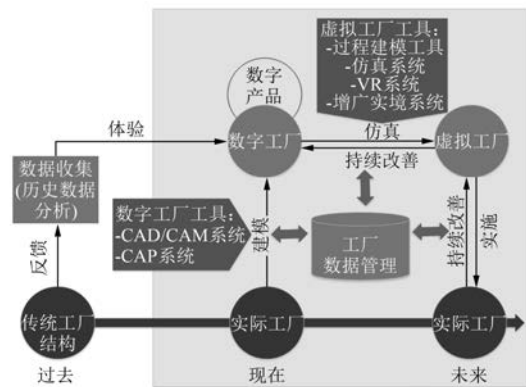 虚拟工厂工具:
-过程建模工具
-仿真系统
-VR系统
-增广实境系统
数字
产品
体验
数字工厂
仿真
虚拟工厂
持续改善
数据收集
(历史数据
分析)
数字工厂工具:
-CAD/CAM系统
-CAP系统
建模
工厂
数据管理
持续改善
实施
反馈
传统工厂
结构
实际工厂
实际工厂
过去
现在
未来